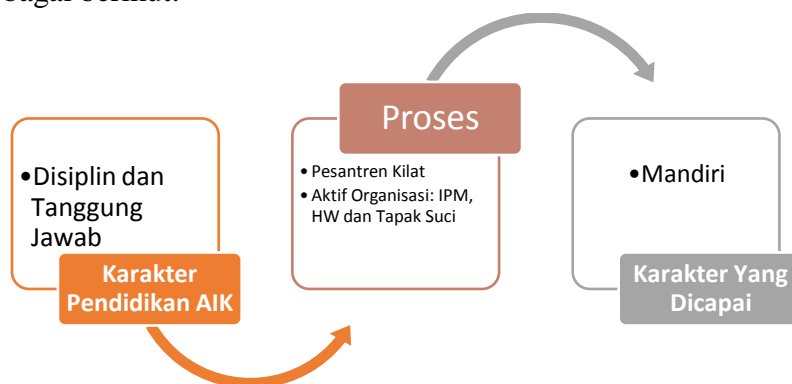 bagai berikut:
•Disiplin dan
Tanggung
Jawab
Karakter
Pendidikan AIK
Proses
• Pesantren Kilat
• Aktif Organisasi: IPM,
HW dan Tapak Suci
•Mandiri
Karakter Yang
Dicapai